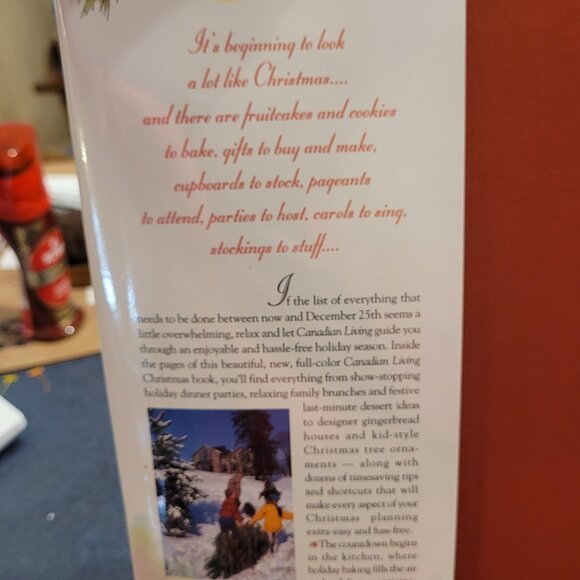 It's beginning to look
a lot like Christmas....
and there are fruitcakes and cookies
to bake, gifts to buy and make,
cupboards to stock, pageants
to attend, parties to host, carols to sing,
stockings to stuff....
If the list of everything that
needs to be done between now and December 25th seems a
little overwhelming, relax and let Canadian Living guide you
through an enjoyable and hassle-free holiday season. Inside
the pages of this beautiful, new, full-color Canadian Living
Christmas book, you'll find everything from show-stopping
holiday dinner parties, relaxing family brunches and festive
last-minute dessert ideas
to designer gingerbread
houses and kid-style
Christmas tree orna-
ments — along with
dozens of timesaving tips
and shortcuts that will
make every aspect of your
Christmas planning
extra-easy and fuss-free.
*The countdown begins
in the kitchen, where
holiday baking fills the air